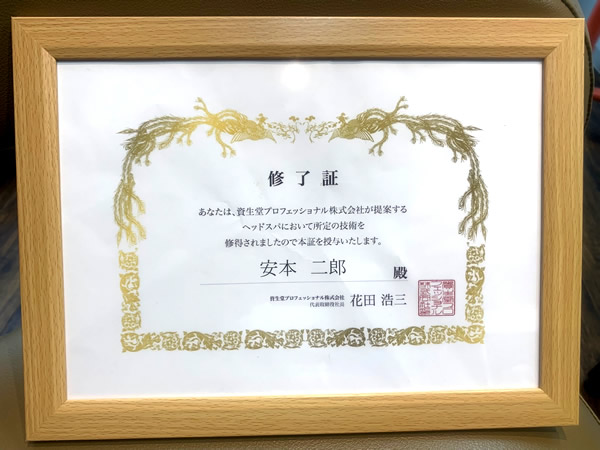 修了証
あなたは、資生堂プロフェッショナル株式会社が提案する
ヘッドスパにおいて所定の技術を
修得されましたので本証を授与いたします。
安本 二郎 殿
資生堂プロフェッショナル株式会社
代表取締役社長 花田 浩三